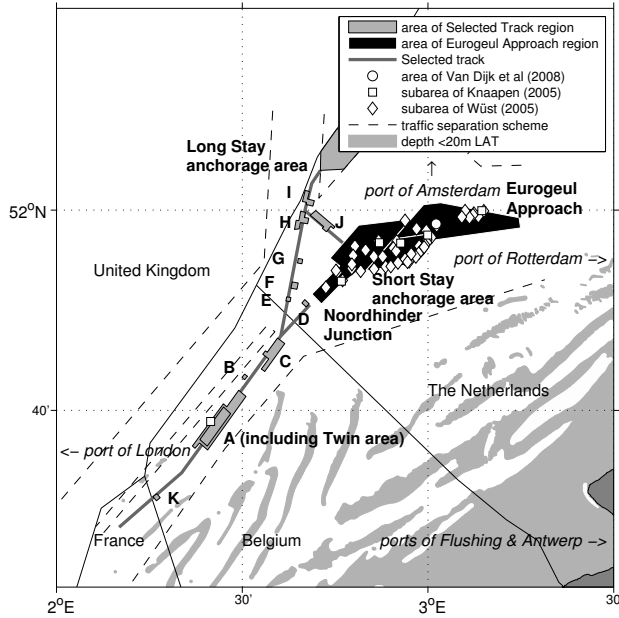 area of Selected Track region
area of Eurogeul Approach region
Selected track
area of Van Dijk et al (2008)
subarea of Knaapen (2005)
subarea of Wüst (2005)
traffic separation scheme
depth <20m LAT
Long Stay
anchorage area
I
H
J
port of Amsterdam
Eurogeul
Approach
52°N
G
United Kingdom
port of Rotterdam −>
F
E
Short Stay
anchorage area
D
Noordhinder
Junction
B
C
The Netherlands
40'
A (including Twin area)
<− port of London
K
France
Belgium
ports of Flushing & Antwerp −>
2°E
30'
3°E
30'